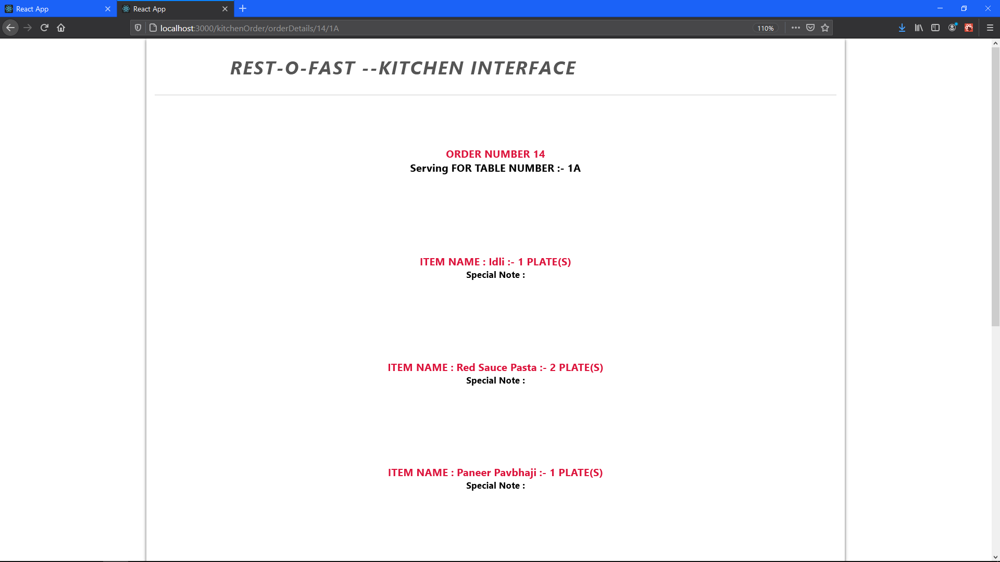 React App
React App
localhost:3000/kitchenOrder/orderDetails/14/1A
110%
REST-O-FAST --KITCHEN INTERFACE
ORDER NUMBER 14
Serving FOR TABLE NUMBER :- 1A
ITEM NAME : Idli :- 1 PLATE(S)
Special Note :
ITEM NAME : Red Sauce Pasta :- 2 PLATE(S)
Special Note :
ITEM NAME : Paneer Pavbhaji :- 1 PLATE(S)
Special Note :